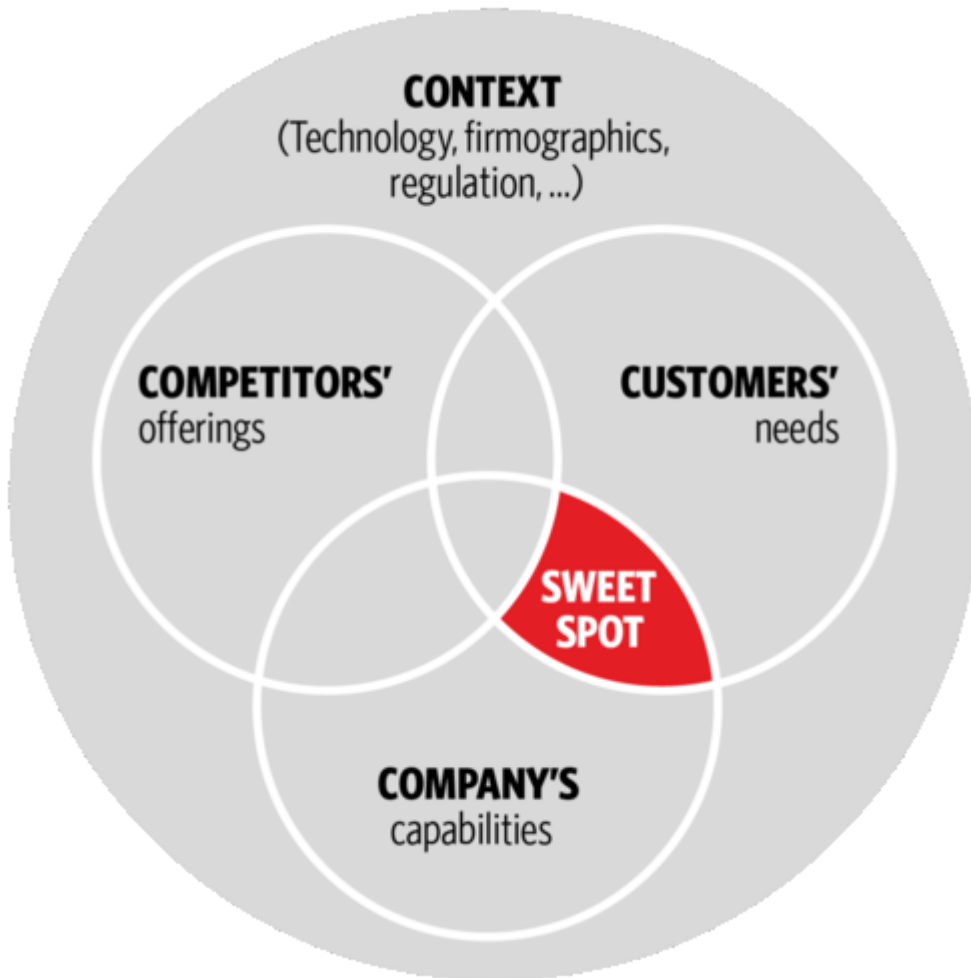 CONTEXT
(Technology, firmographics,
regulation, ...)
COMPETITORS'
offerings
CUSTOMERS'
needs
SWEET
SPOT
COMPANY'S
capabilities